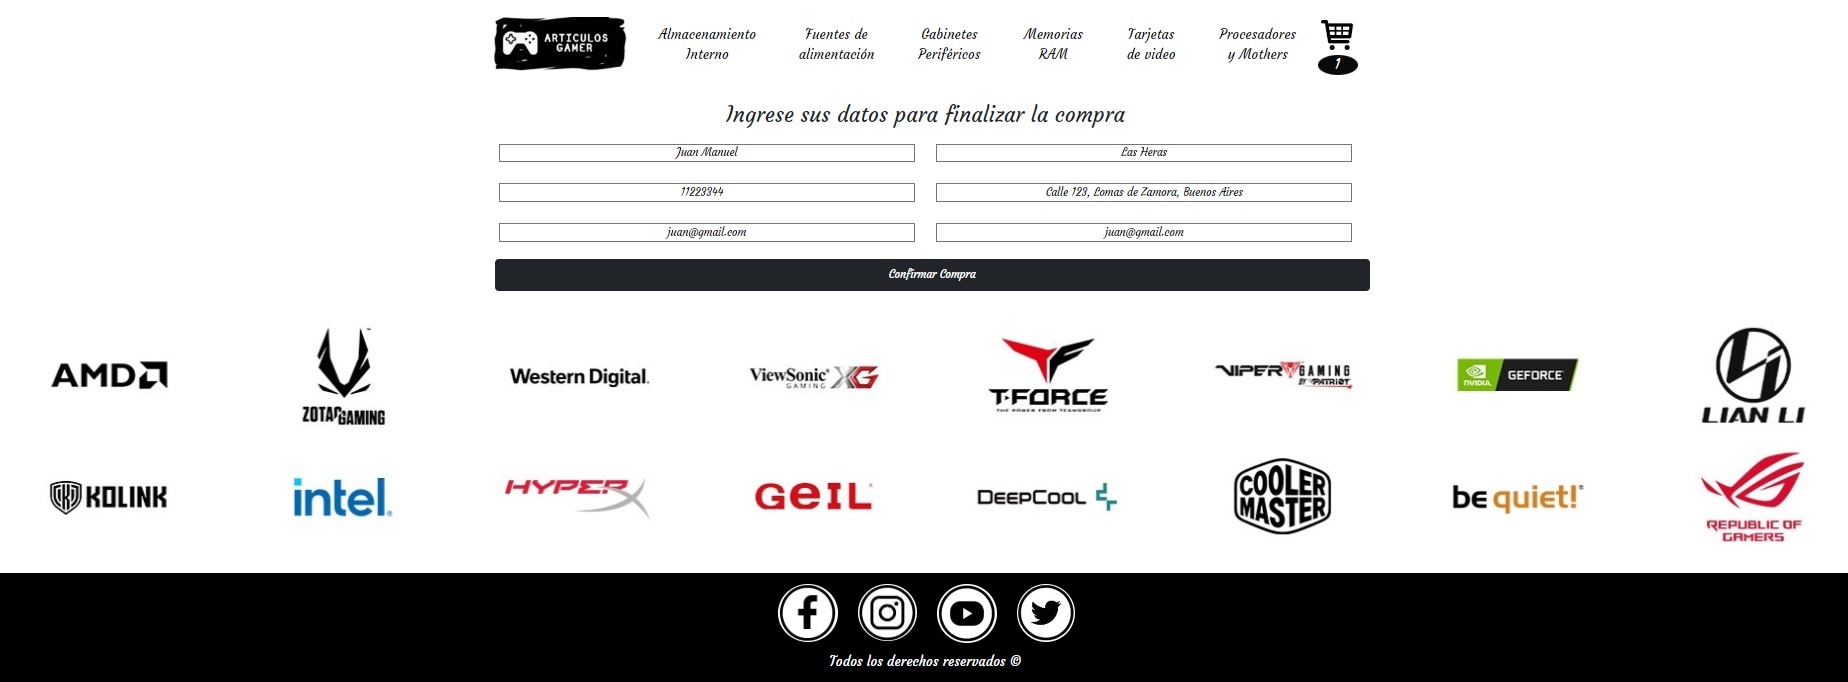 ARTICULOS
GAMER
Almacenamiento
Interno
Fuentes de
alimentación
Gabinetes
Periféricos
Memorias
RAM
Tarjetas
de video
Procesadores
y Mothers
1
Ingrese sus datos para finalizar la compra
Juan Manuel
Las Heras
11223344
Calle 123, Lomas de Zamora, Buenos Aires
juan@gmail.com
juan@gmail.com
Confirmar Compra
AMD
ZOTAC GAMING
Western Digital.
ViewSonic® XG
GAMING
T-FORCE
THE POWER FROM TEAMGROUP
VIPER GAMING
BY PATRIOT
NVIDIA. GEFORCE
LIAN LI
KOLINK
intel®
HYPERX
GEIL®
DEEPCOOL
COOLER
MASTER
be quiet!®
REPUBLIC OF
GAMERS
Todos los derechos reservados ©